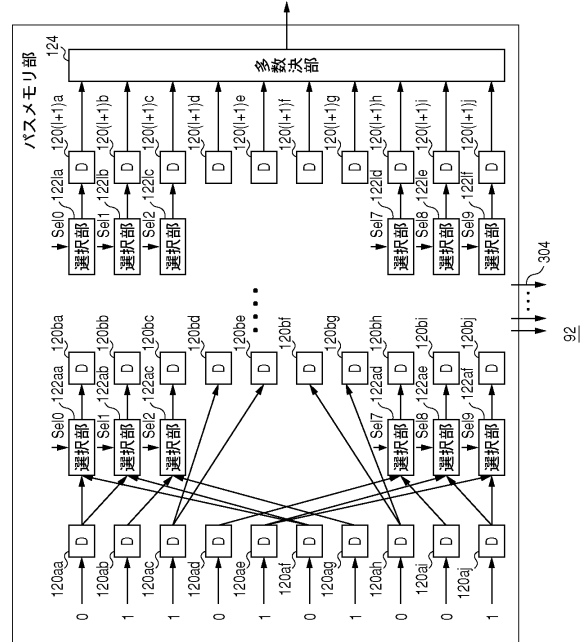 パスメモリ部
0 120aa D Sel0 122aa 選択部 120ba D Sel0 122la 選択部 120(l+1)a D
1 120ab D Sel1 122ab 選択部 120bb D Sel1 122lb 選択部 120(l+1)b D
1 120ac D Sel2 122ac 選択部 120bc D Sel2 122lc 選択部 120(l+1)c D
0 120ad D 120bd D 120(l+1)d D
1 120ae D 120be D 120(l+1)e D
0 120af D 120bf D 120(l+1)f D
1 120ag D 120bg D 120(l+1)g D
0 120ah D Sel7 122ad 選択部 120bh D Sel7 122ld 選択部 120(l+1)h D
0 120ai D Sel8 122ae 選択部 120bi D Sel8 122le 選択部 120(l+1)i D
1 120aj D Sel9 122af 選択部 120bj D Sel9 122lf 選択部 120(l+1)j D
124
多数決部
304
92